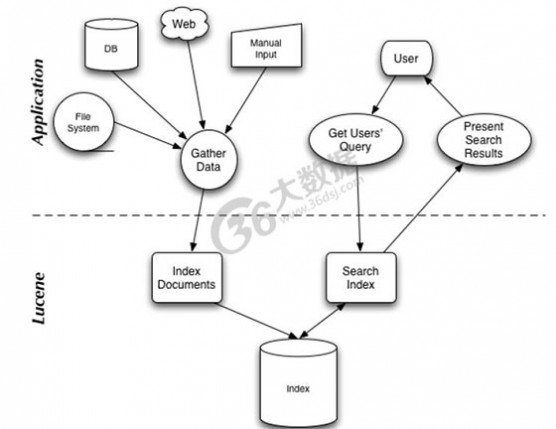 Application
DB
Web
Manual
Input
File
System
Gather
Data
User
Get Users'
Query
Present
Search
Results
36大数据
www.36dsj.com
Lucene
Index
Documents
Search
Index
Index